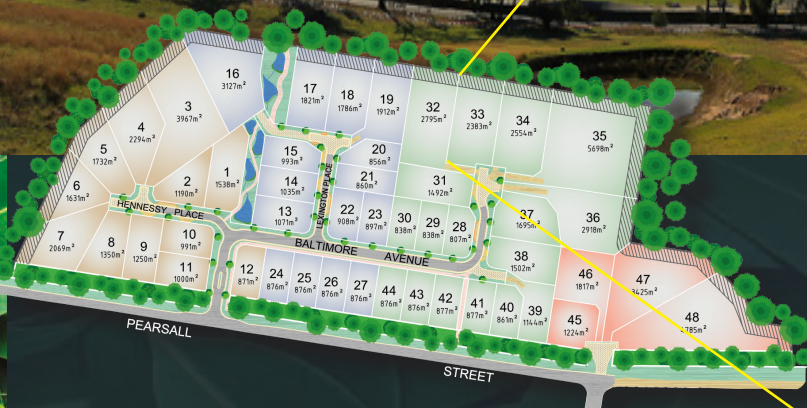 16
3127m²
17
1821m²
18
1786m²
19
1912m²
32
2795m²
33
2383m²
34
2554m²
35
5698m²
3
3967m²
4
2294m²
5
1732m²
15
993m²
20
856m²
6
1631m²
2
1190m²
1
1538m²
14
1035m²
21
860m²
31
1492m²
LEXINGTON PLACE
HENNESSY PLACE
13
1071m²
22
908m²
23
897m²
30
838m²
29
838m²
28
807m²
37
1695m²
36
2918m²
7
2069m²
8
1350m²
9
1250m²
10
991m²
BALTIMORE AVENUE
38
1502m²
11
1000m²
12
871m²
24
876m²
25
876m²
26
876m²
27
876m²
44
876m²
43
876m²
42
877m²
41
877m²
40
861m²
39
1144m²
46
1817m²
47
3425m²
45
1224m²
48
785m²
PEARSALL
STREET